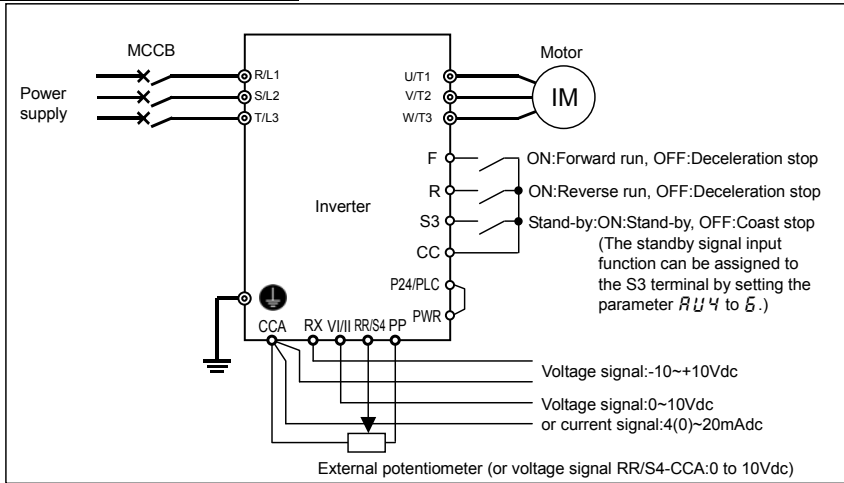 MCCB
Motor
R/L1
U/T1
Power
supply
S/L2
V/T2
IM
T/L3
W/T3
F
ON:Forward run, OFF:Deceleration stop
R
ON:Reverse run, OFF:Deceleration stop
Inverter
S3
Stand-by:ON:Stand-by, OFF:Coast stop
(The standby signal input
function can be assigned to
the S3 terminal by setting the
parameter AU4 to 6.)
CC
P24/PLC
PWR
CCA RX VI/II RR/S4 PP
Voltage signal:-10~+10Vdc
Voltage signal:0~10Vdc
or current signal:4(0)~20mAdc
External potentiometer (or voltage signal RR/S4-CCA:0 to 10Vdc)